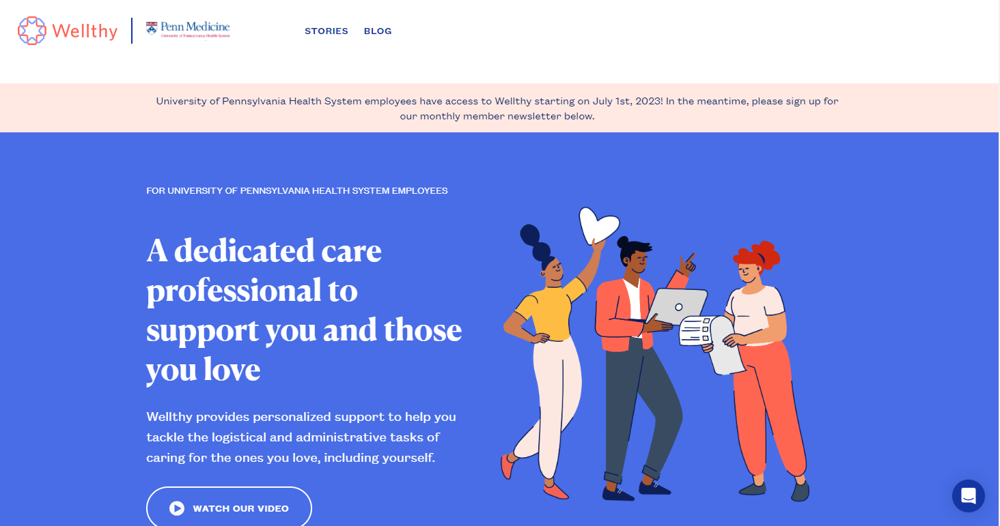 Wellthy
Penn Medicine
University of Pennsylvania Health System
STORIES BLOG
University of Pennsylvania Health System employees have access to Wellthy starting on July 1st, 2023! In the meantime, please sign up for
our monthly member newsletter below.
FOR UNIVERSITY OF PENNSYLVANIA HEALTH SYSTEM EMPLOYEES
A dedicated care
professional to
support you and those
you love
Wellthy provides personalized support to help you
tackle the logistical and administrative tasks of
caring for the ones you love, including yourself.
WATCH OUR VIDEO